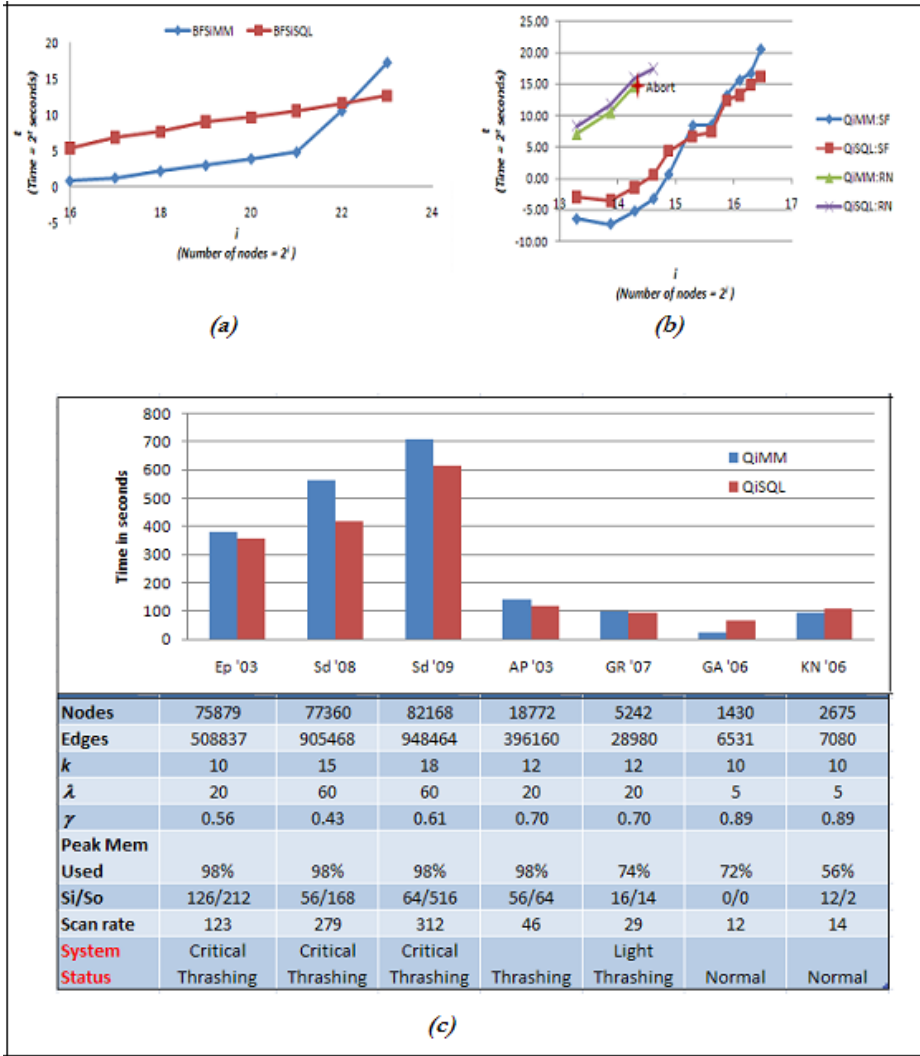 BFSiMM BFSiSQL
20
15
10
5
0
-5
16 18 20 22 24
t
(Time = 2^t seconds)
i
(Number of nodes = 2^i )
(a)
25.00
20.00
15.00
10.00
5.00
0.00
-5.00
-10.00
13 14 15 16 17
t
(Time = 2^t seconds)
Abort
QiMM:SF
QiSQL:SF
QiMM:RN
QiSQL:RN
i
(Number of nodes = 2^i )
(b)
800
700
600
500
400
300
200
100
0
Time in seconds
QiMM
QiSQL
Ep '03 Sd '08 Sd '09 AP '03 GR '07 GA '06 KN '06
Nodes 75879 77360 82168 18772 5242 1430 2675
Edges 508837 905468 948464 396160 28980 6531 7080
k 10 15 18 12 12 10 10
λ 20 60 60 20 20 5 5
γ 0.56 0.43 0.61 0.70 0.70 0.89 0.89
Peak Mem
Used 98% 98% 98% 98% 74% 72% 56%
Si/So 126/212 56/168 64/516 56/64 16/14 0/0 12/2
Scan rate 123 279 312 46 29 12 14
System Critical Critical Critical Light
Status Thrashing Thrashing Thrashing Thrashing Thrashing Normal Normal
(c)